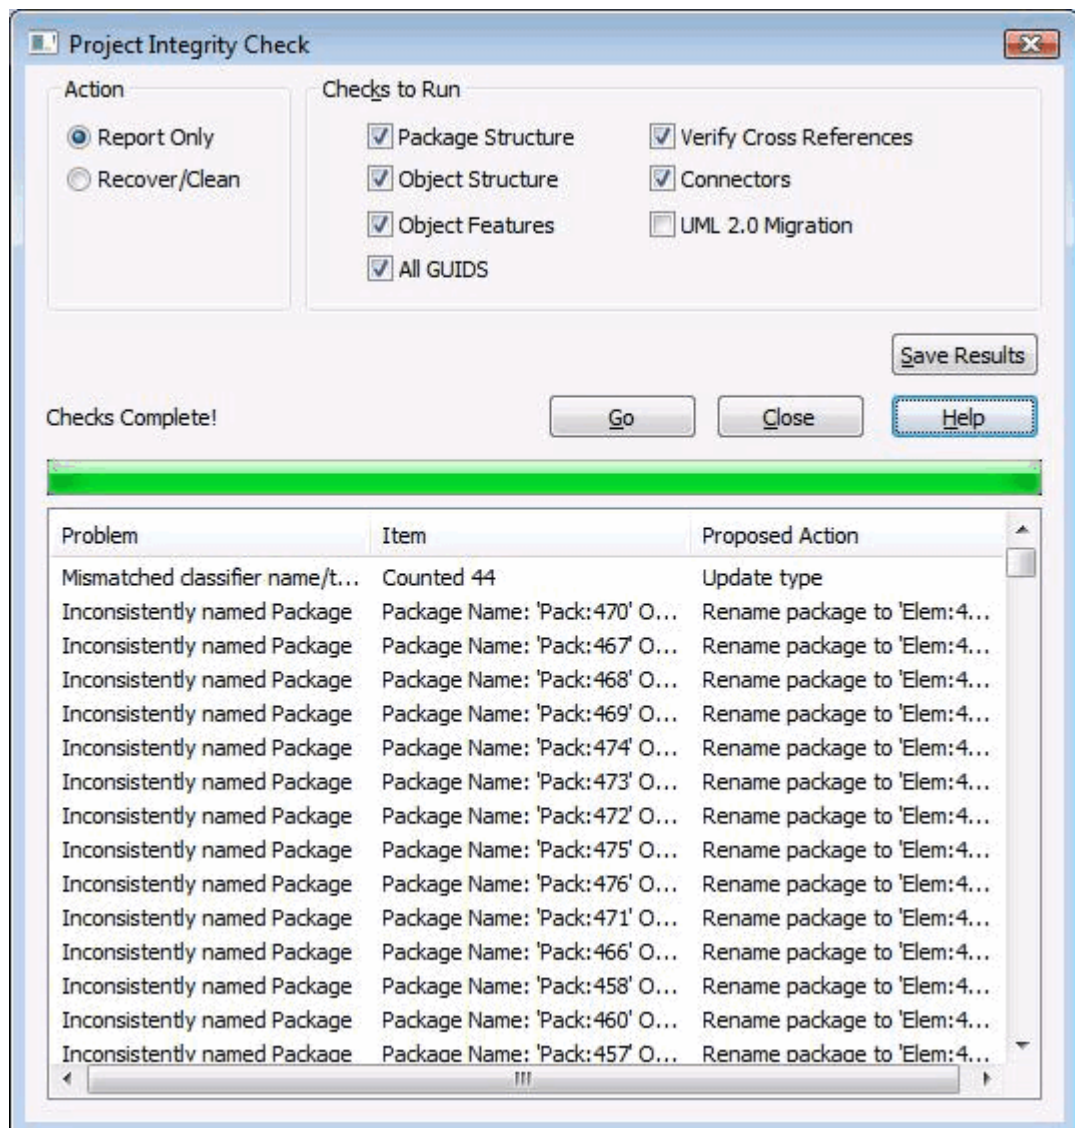 Project Integrity Check
Action
Checks to Run
Report Only
Package Structure
Verify Cross References
Recover/Clean
Object Structure
Connectors
Object Features
UML 2.0 Migration
All GUIDS
Save Results
Checks Complete!
Go
Close
Help
Problem Item Proposed Action
Mismatched classifier name/t... Counted 44 Update type
Inconsistently named Package Package Name: 'Pack:470' O... Rename package to 'Elem:4...
Inconsistently named Package Package Name: 'Pack:467' O... Rename package to 'Elem:4...
Inconsistently named Package Package Name: 'Pack:468' O... Rename package to 'Elem:4...
Inconsistently named Package Package Name: 'Pack:469' O... Rename package to 'Elem:4...
Inconsistently named Package Package Name: 'Pack:474' O... Rename package to 'Elem:4...
Inconsistently named Package Package Name: 'Pack:473' O... Rename package to 'Elem:4...
Inconsistently named Package Package Name: 'Pack:472' O... Rename package to 'Elem:4...
Inconsistently named Package Package Name: 'Pack:475' O... Rename package to 'Elem:4...
Inconsistently named Package Package Name: 'Pack:476' O... Rename package to 'Elem:4...
Inconsistently named Package Package Name: 'Pack:471' O... Rename package to 'Elem:4...
Inconsistently named Package Package Name: 'Pack:466' O... Rename package to 'Elem:4...
Inconsistently named Package Package Name: 'Pack:458' O... Rename package to 'Elem:4...
Inconsistently named Package Package Name: 'Pack:460' O... Rename package to 'Elem:4...
Inconsistently named Package Package Name: 'Pack:457' O... Rename package to 'Elem:4...